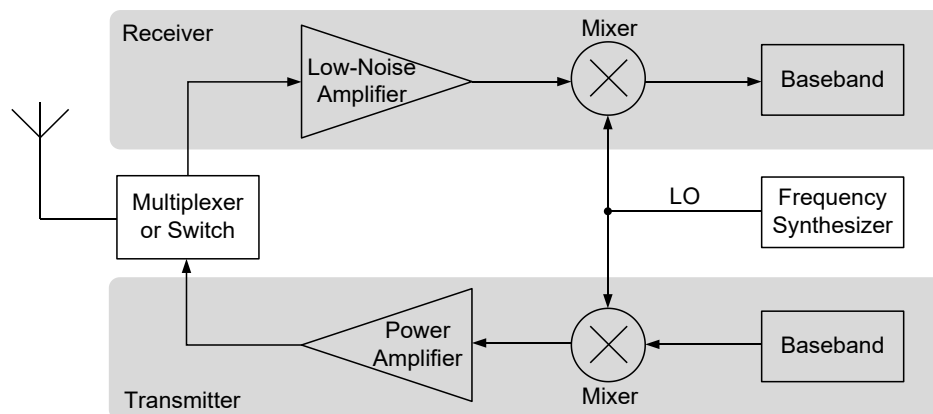 Receiver
Mixer
Low-Noise
Amplifier
Baseband
Multiplexer
or Switch
LO
Frequency
Synthesizer
Power
Amplifier
Baseband
Mixer
Transmitter